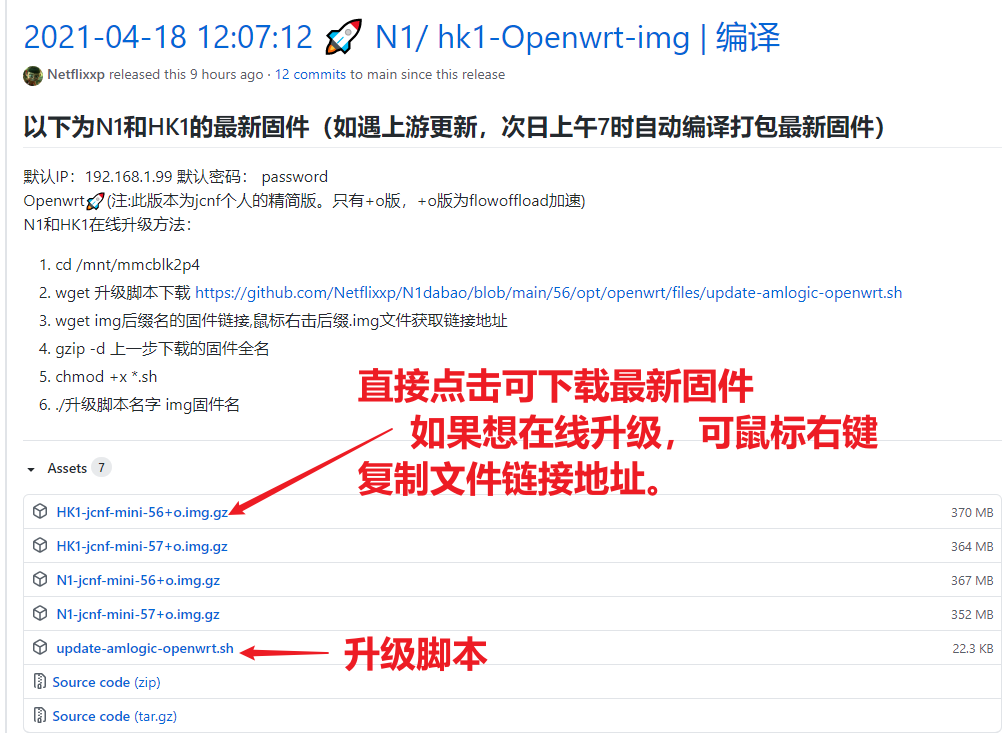 2021-04-18 12:07:12 🚀 N1/ hk1-Openwrt-img | 编译
Netflixxp released this 9 hours ago · 12 commits to main since this release
以下为N1和HK1的最新固件（如遇上游更新，次日上午7时自动编译打包最新固件）
默认IP：192.168.1.99 默认密码： password
Openwrt🚀(注:此版本为jcnf个人的精简版。只有+o版，+o版为flowoffload加速)
N1和HK1在线升级方法：
1. cd /mnt/mmcblk2p4
2. wget 升级脚本下载 https://github.com/Netflixxp/N1dabao/blob/main/56/opt/openwrt/files/update-amlogic-openwrt.sh
3. wget img后缀名的固件链接,鼠标右击后缀.img文件获取链接地址
4. gzip -d 上一步下载的固件全名
5. chmod +x *.sh
6. ./升级脚本名字 img固件名
直接点击可下载最新固件
如果想在线升级，可鼠标右键
复制文件链接地址。
Assets 7
HK1-jcnf-mini-56+o.img.gz 370 MB
HK1-jcnf-mini-57+o.img.gz 364 MB
N1-jcnf-mini-56+o.img.gz 367 MB
N1-jcnf-mini-57+o.img.gz 352 MB
update-amlogic-openwrt.sh 升级脚本 22.3 KB
Source code (zip)
Source code (tar.gz)